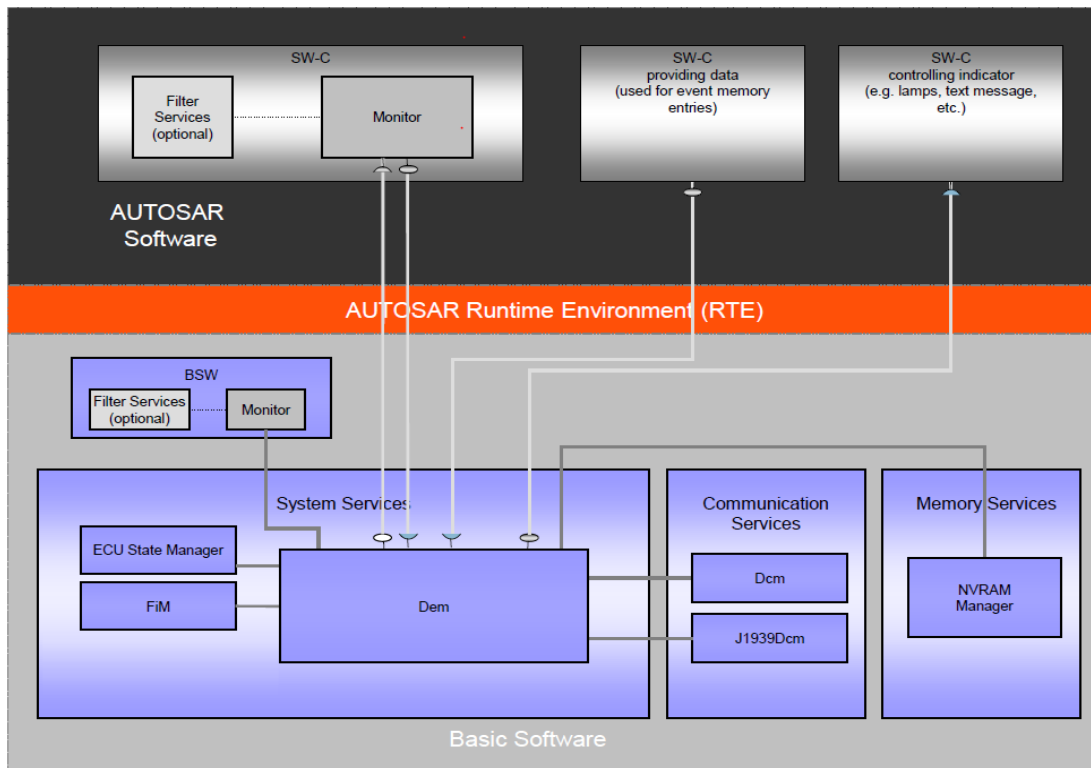 SW-C
Filter
Services
(optional)
Monitor
SW-C
providing data
(used for event memory
entries)
SW-C
controlling indicator
(e.g. lamps, text message,
etc.)
AUTOSAR
Software
AUTOSAR Runtime Environment (RTE)
BSW
Filter Services
(optional)
Monitor
System Services
ECU State Manager
FiM
Dem
Communication
Services
Dcm
J1939Dcm
Memory Services
NVRAM
Manager
Basic Software